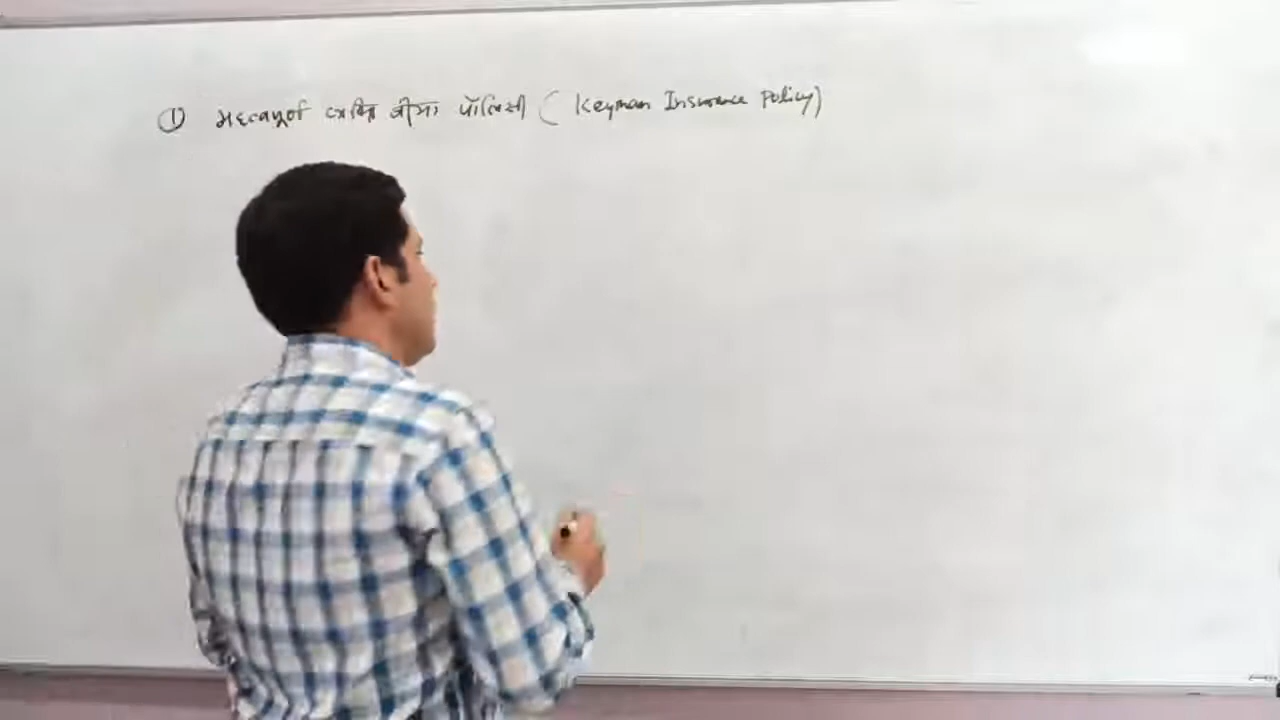 ① महत्वपूर्ण व्यक्ति बीमा पॉलिसी ( Keyman Insurance Policy)